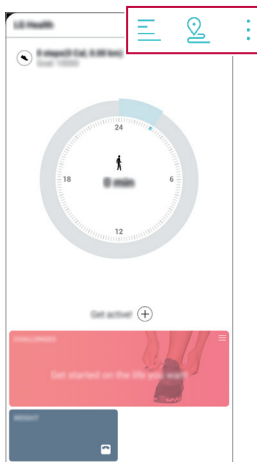 LG Health
24
18
6
0 min
12
Get active!
CHALLENGES
Get started on the life you want!
WEIGHT